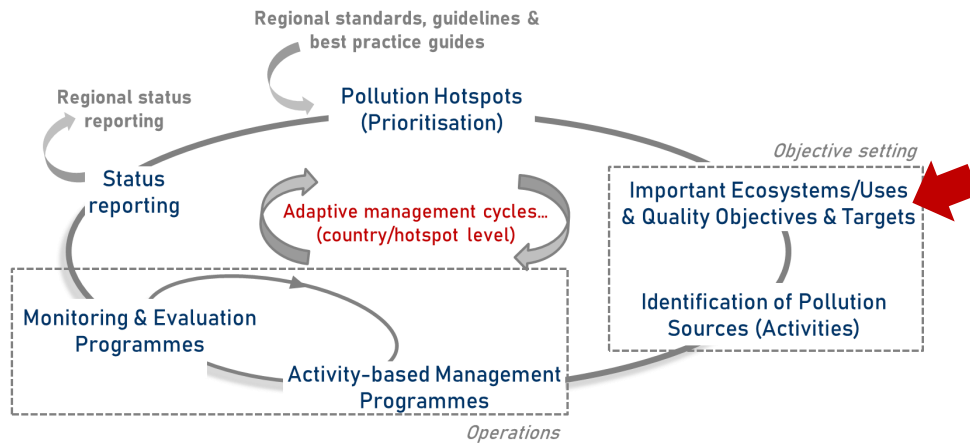 Regional standards, guidelines &
best practice guides
Regional status
reporting
Pollution Hotspots
(Prioritisation)
Objective setting
Status
reporting
Important Ecosystems/Uses
& Quality Objectives & Targets
Adaptive management cycles...
(country/hotspot level)
Identification of Pollution
Sources (Activities)
Monitoring & Evaluation
Programmes
Activity-based Management
Programmes
Operations